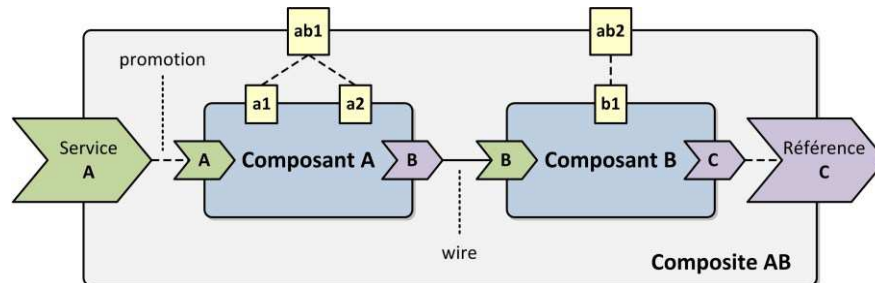 ab1
ab2
promotion
a1
a2
b1
Service
A
A
Composant A
B
B
Composant B
C
Référence
C
wire
Composite AB